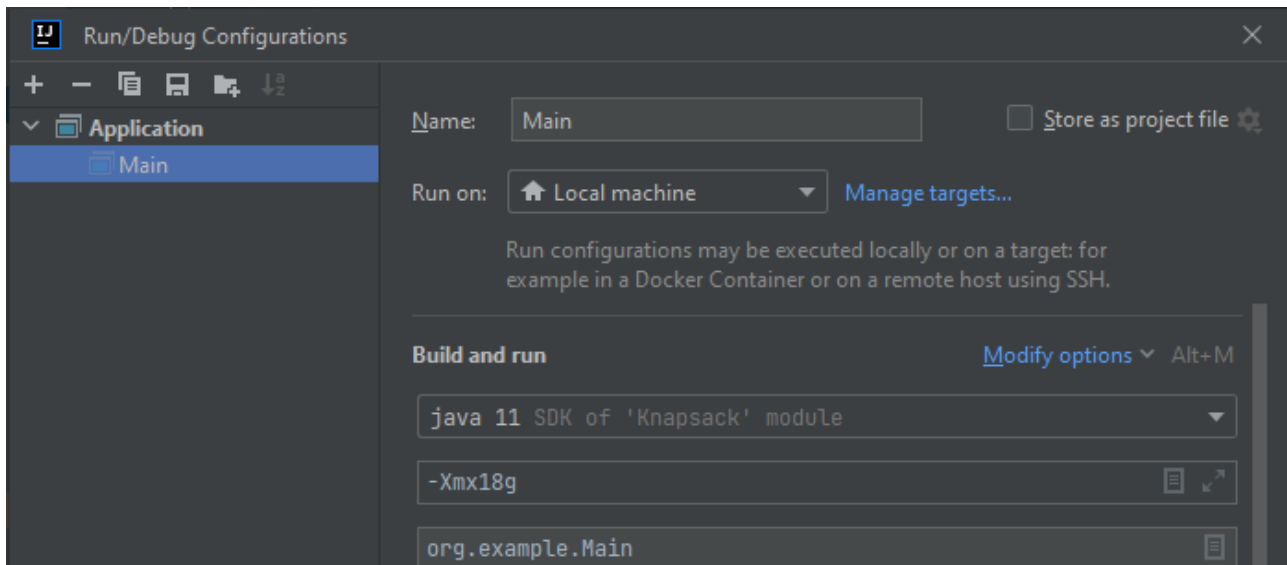 IJ
Run/Debug Configurations
Application
Main
Name: Main
Store as project file
Run on: Local machine Manage targets...
Run configurations may be executed locally or on a target: for
example in a Docker Container or on a remote host using SSH.
Build and run Modify options Alt+M
java 11 SDK of 'Knapsack' module
-Xmx18g
org.example.Main